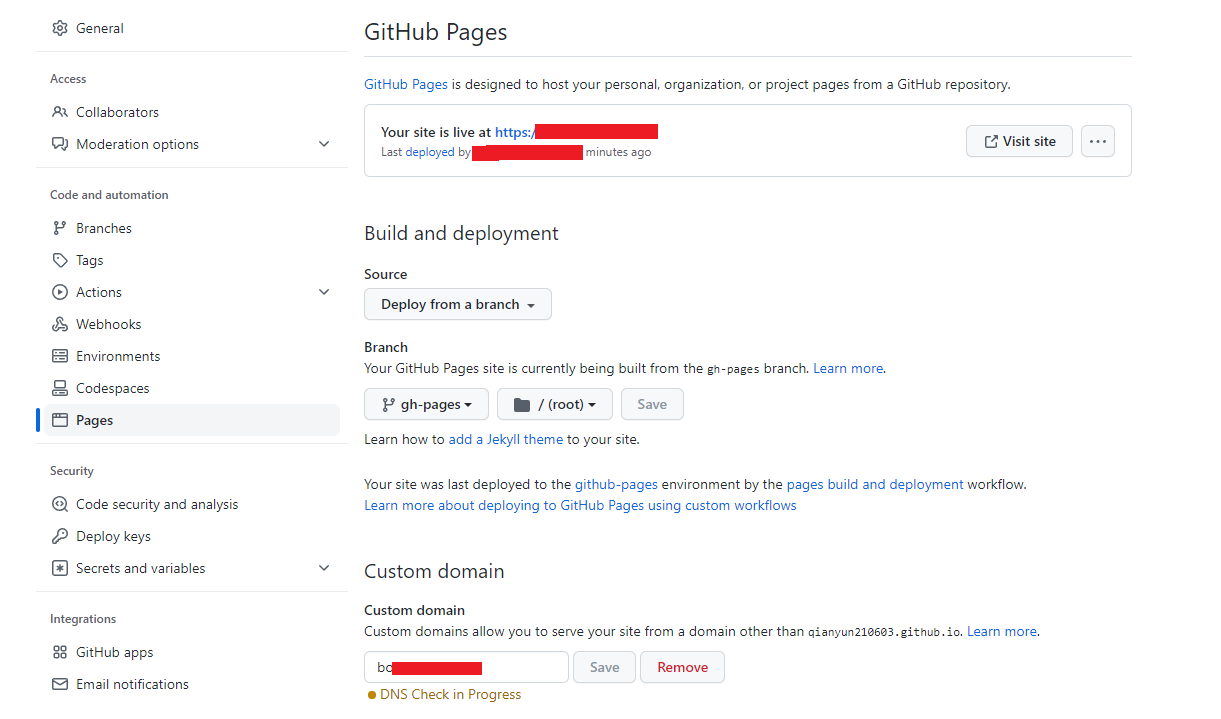 General
Access
Collaborators
Moderation options
Code and automation
Branches
Tags
Actions
Webhooks
Environments
Codespaces
Pages
Security
Code security and analysis
Deploy keys
Secrets and variables
Integrations
GitHub apps
Email notifications
GitHub Pages
GitHub Pages is designed to host your personal, organization, or project pages from a GitHub repository.
Your site is live at https:/
Last deployed by minutes ago
Visit site
Build and deployment
Source
Deploy from a branch
Branch
Your GitHub Pages site is currently being built from the gh-pages branch. Learn more.
gh-pages / (root) Save
Learn how to add a Jekyll theme to your site.
Your site was last deployed to the github-pages environment by the pages build and deployment workflow.
Learn more about deploying to GitHub Pages using custom workflows
Custom domain
Custom domain
Custom domains allow you to serve your site from a domain other than qianyun210603.github.io. Learn more.
Save Remove
DNS Check in Progress